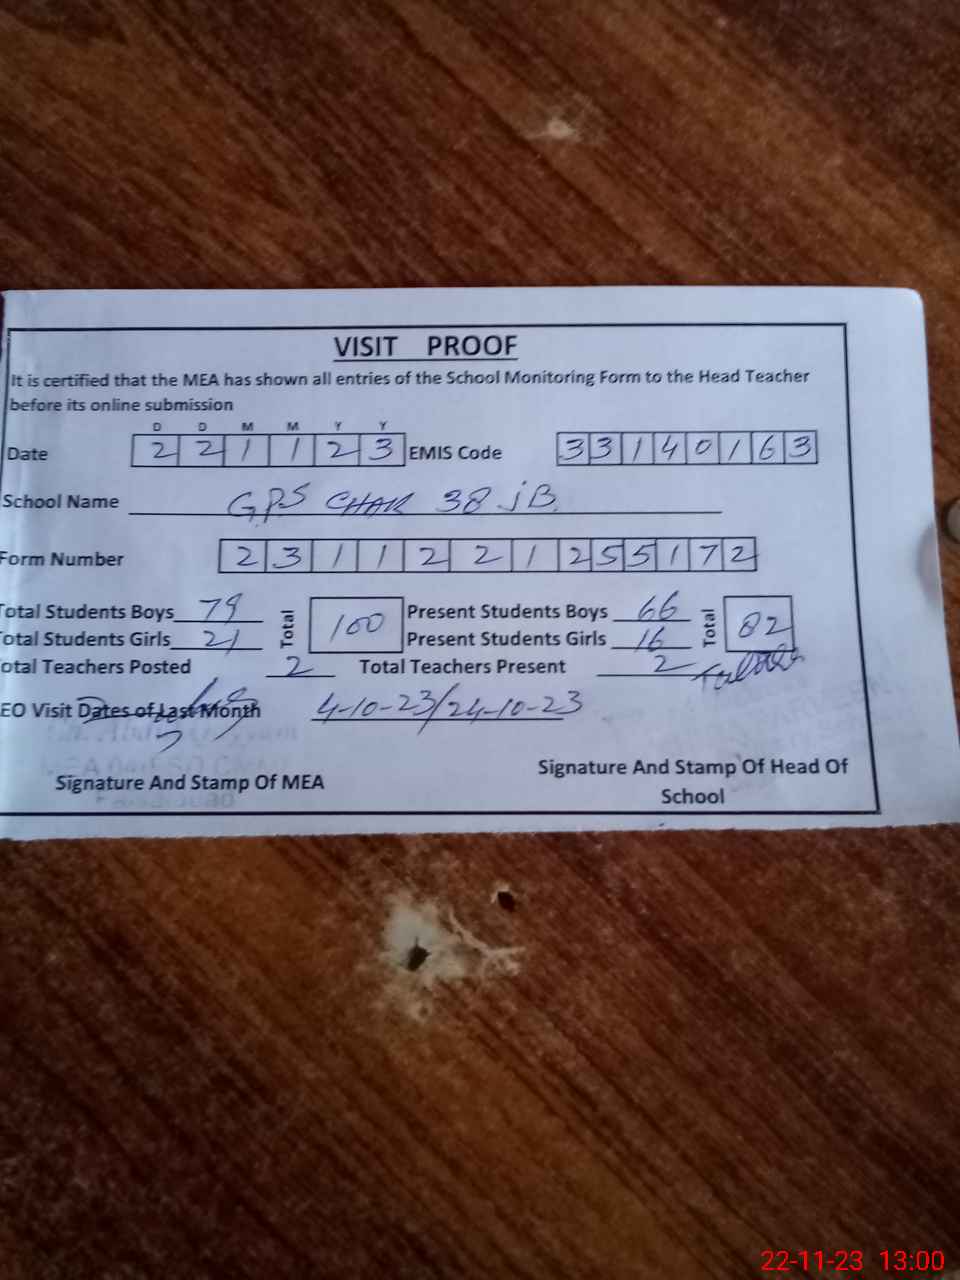 VISIT PROOF
It is certified that the MEA has shown all entries of the School Monitoring Form to the Head Teacher
before its online submission
D D M M Y Y
Date 2 2 1 1 2 3 EMIS Code 3 3 1 4 0 1 6 3
School Name GPS CHAK 38 JB
Form Number 2 3 1 1 2 2 1 2 5 5 1 7 2
Total Students Boys 79 Total 100 Present Students Boys 66 Total 82
Total Students Girls 21 Present Students Girls 16
Total Teachers Posted 2 Total Teachers Present 2
EO Visit Dates of Last Month 4-10-23/24-10-23
Signature And Stamp Of MEA
Signature And Stamp Of Head Of
School
22-11-23 13:00